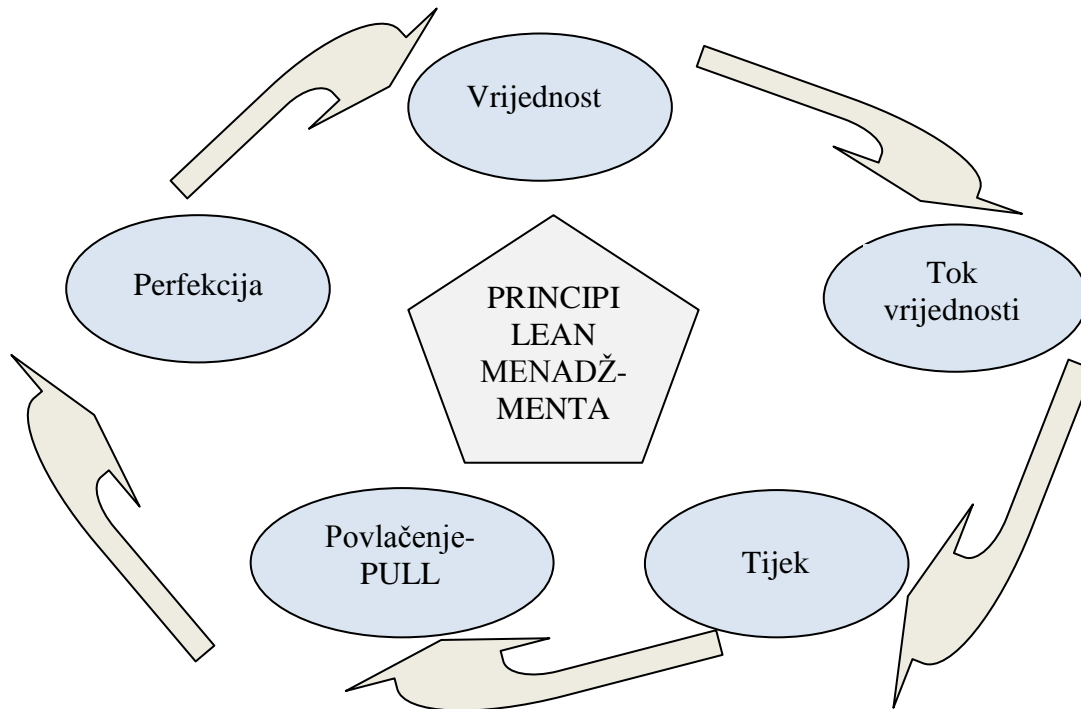 Vrijednost
Tok
vrijednosti
Perfekcija
PRINCIPI
LEAN
MENADŽ-
MENTA
Povlačenje-
PULL
Tijek